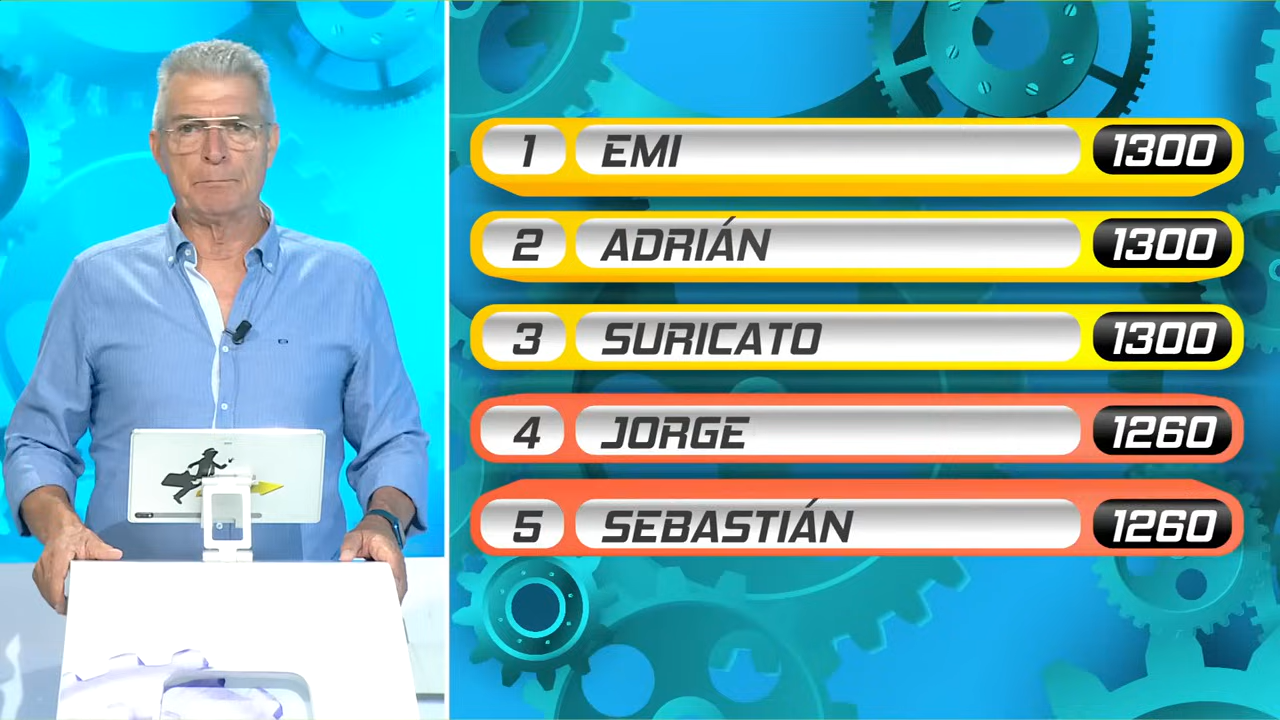 1 EMI 1300
2 ADRIÁN 1300
3 SURICATO 1300
4 JORGE 1260
5 SEBASTIÁN 1260